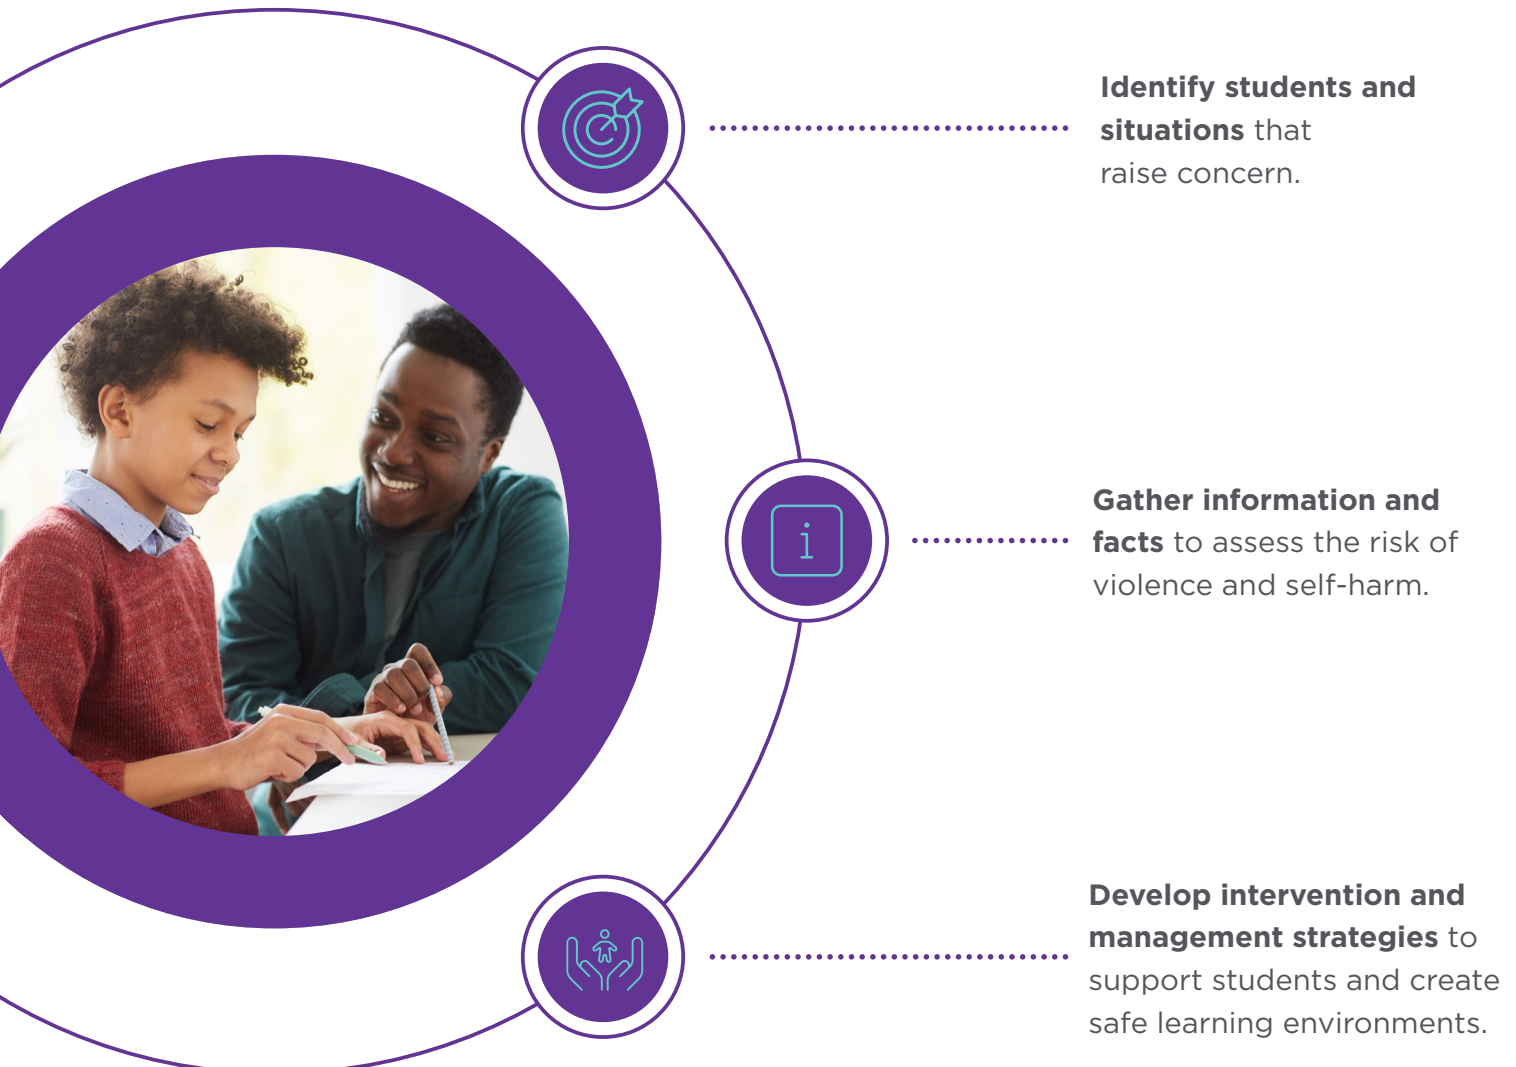 Identify students and
situations that
raise concern.
i
Gather information and
facts to assess the risk of
violence and self-harm.
Develop intervention and
management strategies to
support students and create
safe learning environments.